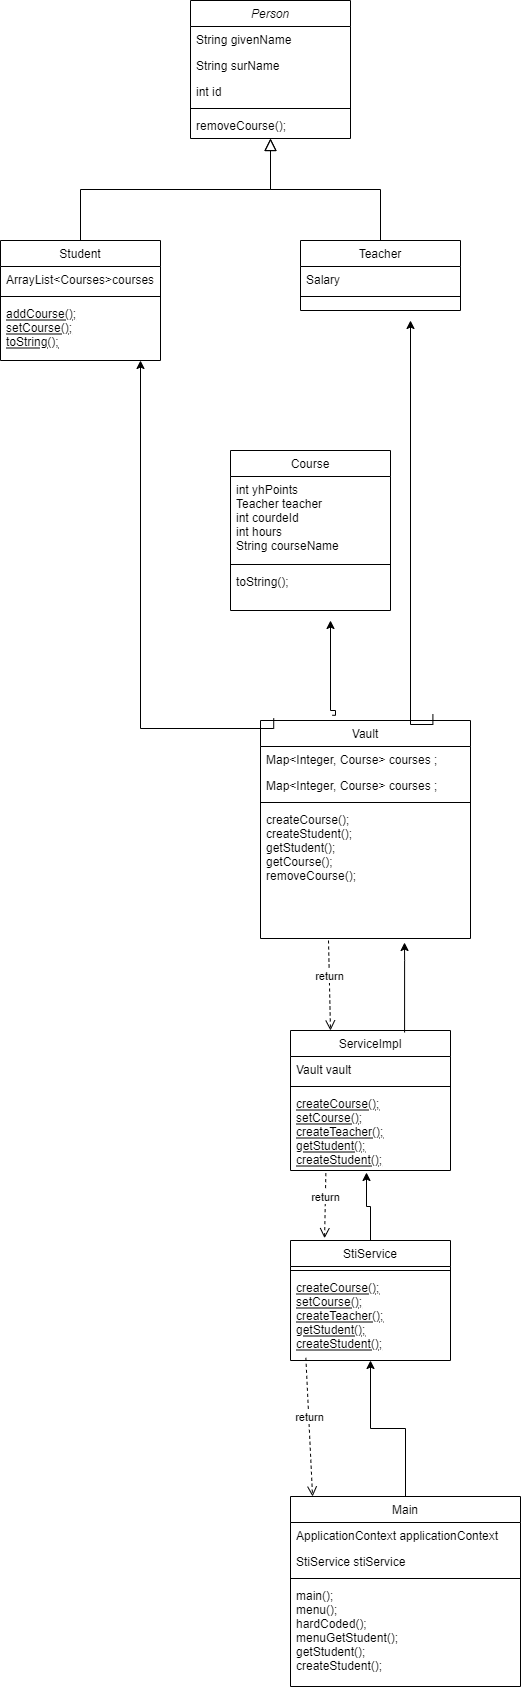 Person
String givenName
String surName
int id
removeCourse();
Student
ArrayList<Courses>courses
addCourse();
setCourse();
toString();
Teacher
Salary
Course
int yhPoints
Teacher teacher
int courdeId
int hours
String courseName
toString();
Vault
Map<Integer, Course> courses ;
Map<Integer, Course> courses ;
createCourse();
createStudent();
getStudent();
getCourse();
removeCourse();
return
ServiceImpl
Vault vault
createCourse();
setCourse();
createTeacher();
getStudent();
createStudent();
return
StiService
createCourse();
setCourse();
createTeacher();
getStudent();
createStudent();
return
Main
ApplicationContext applicationContext
StiService stiService
main();
menu();
hardCoded();
menuGetStudent();
getStudent();
createStudent();